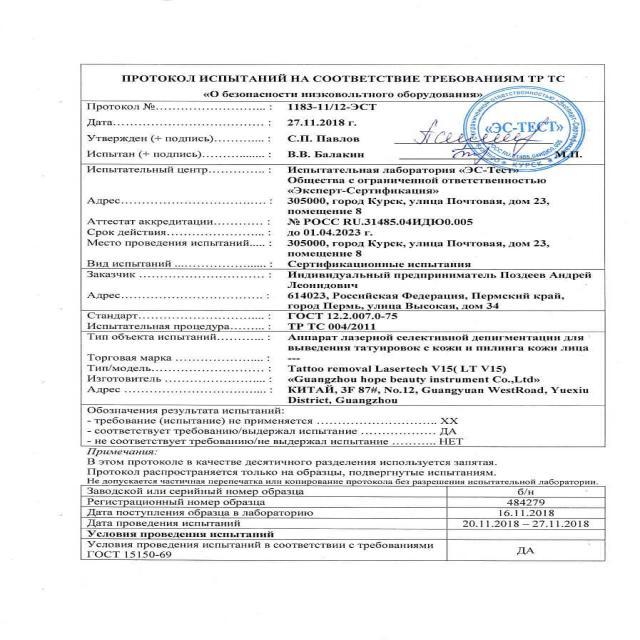 ПРОТОКОЛ ИСПЫТАНИЙ НА СООТВЕТСТВИЕ ТРЕБОВАНИЯМ ТР ТС
«О безопасности низковольтного оборудования»
Протокол №…………………….. : 1183-11/12-ЭСТ
Дата……………………………… : 27.11.2018 г.
Утвержден (+ подпись)…………. : С.П. Павлов
Испытан (+ подпись)…………..... : В.В. Балакин М.П.
«ЭС-ТЕСТ»
КУРСК
Испытательный центр………….. : Испытательная лаборатория «ЭС-Тест»
Общества с ограниченной ответственностью
«Эксперт-Сертификация»
Адрес……………………………. : 305000, город Курск, улица Почтовая, дом 23,
помещение 8
Аттестат аккредитации………… : № РОСС RU.31485.04ИДЮ0.005
Срок действия…………………... : до 01.04.2023 г.
Место проведения испытаний..... : 305000, город Курск, улица Почтовая, дом 23,
помещение 8
Вид испытаний ...………………... : Сертификационные испытания
Заказчик ………………………… : Индивидуальный предприниматель Поздеев Андрей
Леонидович
Адрес……………………………. : 614023, Российская Федерация, Пермский край,
город Пермь, улица Высокая, дом 34
Стандарт………………………... : ГОСТ 12.2.007.0-75
Испытательная процедура……... : ТР ТС 004/2011
Тип объекта испытаний………... : Аппарат лазерной селективной депигментации для
выведения татуировок с кожи и пилинга кожи лица
Торговая марка ………………... : ---
Тип/модель……………………… : Tattoo removal Lasertech V15( LT V15)
Изготовитель …………………... : «Guangzhou hope beauty instrument Co.,Ltd»
Адрес …………………………… : КИТАЙ, 3F 87#, No.12, Guangyuan WestRoad, Yuexiu
District, Guangzhou
Обозначения результата испытаний:
- требование (испытание) не применяется ………………………. ХХ
- соответствует требованию/выдержал испытание ……………… ДА
- не соответствует требованию/не выдержал испытание ……….. НЕТ
Примечания:
В этом протоколе в качестве десятичного разделения используется запятая.
Протокол распространяется только на образцы, подвергнутые испытаниям.
Не допускается частичная перепечатка или копирование протокола без разрешения испытательной лаборатории.
Заводской или серийный номер образца б/н
Регистрационный номер образца 484279
Дата поступления образца в лабораторию 16.11.2018
Дата проведения испытаний 20.11.2018 – 27.11.2018
Условия проведения испытаний
Условия проведения испытаний в соответствии с требованиями
ГОСТ 15150-69 ДА